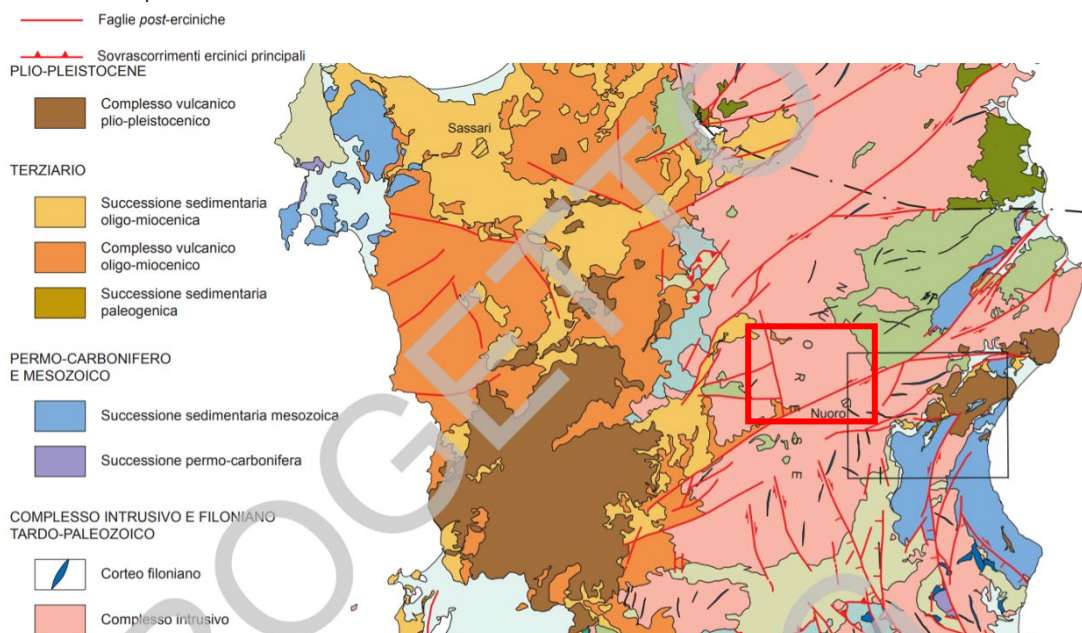 Faglie post-erciniche
Sovrascorrimenti ercinici principali
PLIO-PLEISTOCENE
Complesso vulcanico
plio-pleistocenico
TERZIARIO
Successione sedimentaria
oligo-miocenica
Complesso vulcanico
oligo-miocenico
Successione sedimentaria
paleogenica
PERMO-CARBONIFERO
E MESOZOICO
Successione sedimentaria mesozoica
Successione permo-carbonifera
COMPLESSO INTRUSIVO E FILONIANO
TARDO-PALEOZOICO
Corteo filoniano
Complesso intrusivo
Sassari
Nuoro